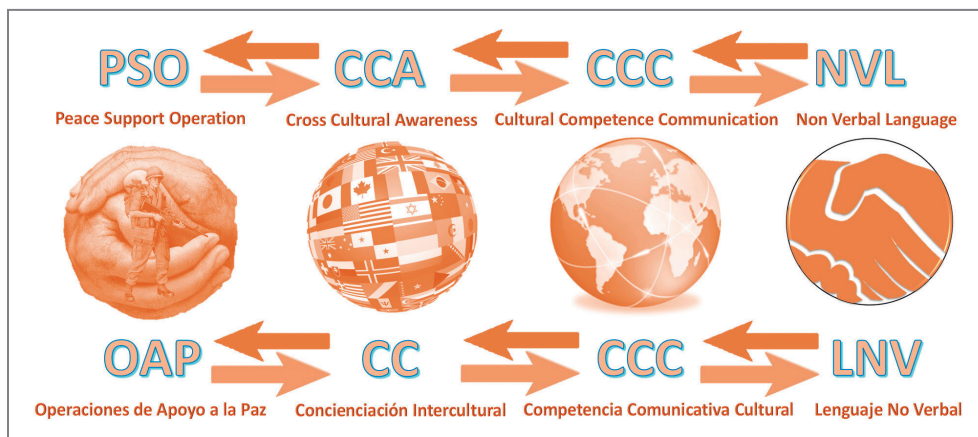 PSO CCA CCC NVL
Peace Support Operation Cross Cultural Awareness Cultural Competence Communication Non Verbal Language
OAP CC CCC LNV
Operaciones de Apoyo a la Paz Concienciación Intercultural Competencia Comunicativa Cultural Lenguaje No Verbal